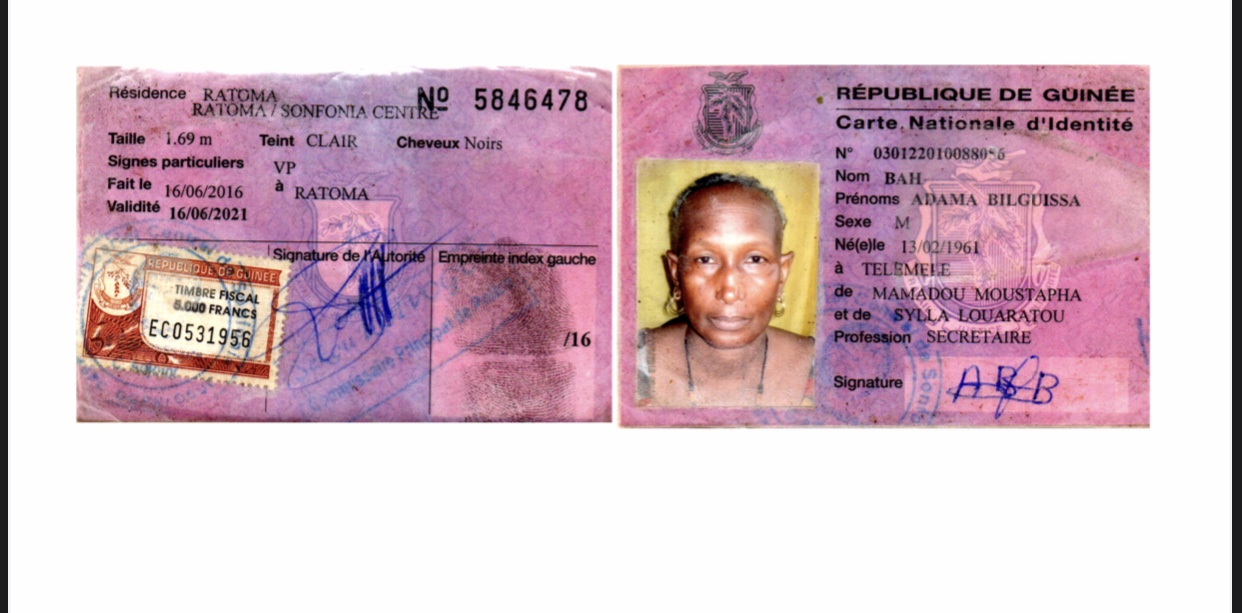 Résidence RATOMA
RATOMA / SONFONIA CENTRE
Nº 5846478
Taille 1.69 m Teint CLAIR Cheveux Noirs
Signes particuliers VP
Fait le 16/06/2016 à RATOMA
Validité 16/06/2021
REPUBLIQUE DE GUINEE
TIMBRE FISCAL
5.000 FRANCS
EC0531956
Signature de l'Autorité
Empreinte index gauche
/16
RÉPUBLIQUE DE GUINÉE
Carte Nationale d'Identité
N° 030122010088056
Nom BAH
Prénoms ADAMA BILGUISSA
Sexe M
Né(e)le 13/02/1961
à TELEMELE
de MAMADOU MOUSTAPHA
et de SYLLA LOUARATOU
Profession SECRETAIRE
Signature ABB